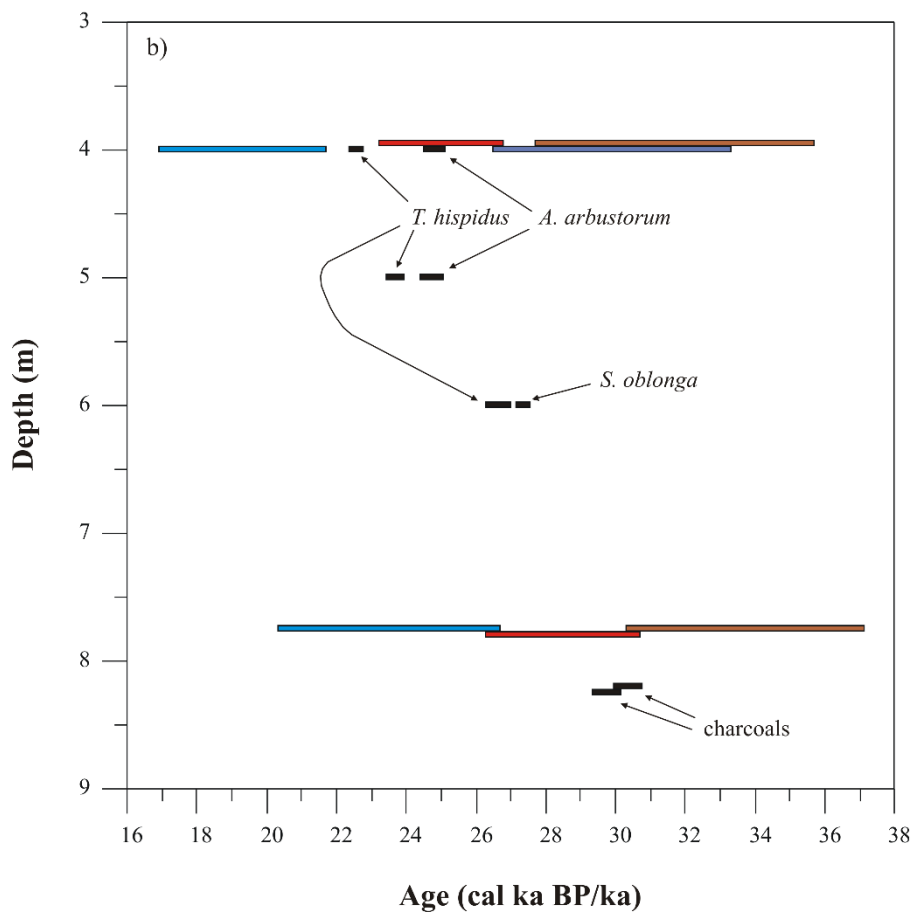 3
b)
4
T. hispidus A. arbustorum
5
S. oblonga
6
Depth (m)
7
8
charcoals
9
16 20 22 24 26 28 30 32 34 36 38
Age (cal ka BP/ka)